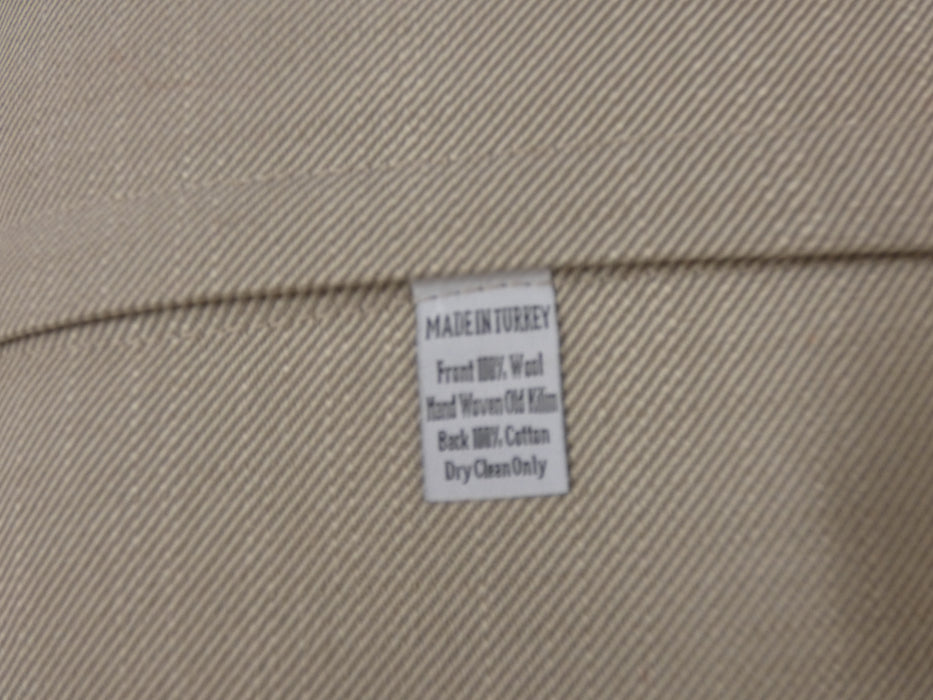 MADE IN TURKEY
Front 100% Wool
Hand Woven Old Kilim
Back 100% Cotton
Dry Clean Only